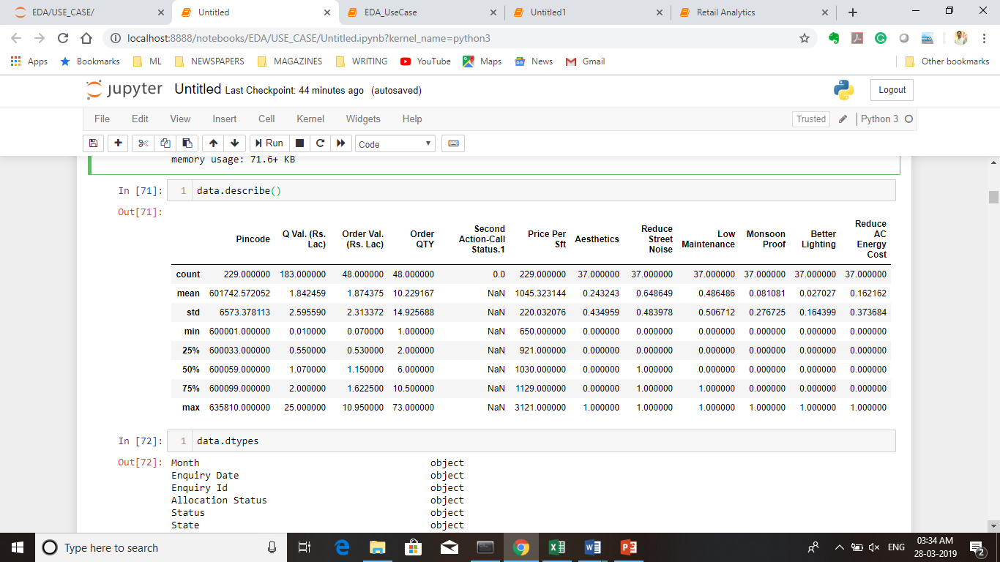 EDA/USE_CASE/ Untitled EDA_UseCase Untitled1 Retail Analytics
localhost:8888/notebooks/EDA/USE_CASE/Untitled.ipynb?kernel_name=python3
Apps Bookmarks ML NEWSPAPERS MAGAZINES WRITING YouTube Maps News Gmail Other bookmarks
jupyter Untitled Last Checkpoint: 44 minutes ago (autosaved) Logout
File Edit View Insert Cell Kernel Widgets Help Trusted Python 3
Run Code
memory usage: 71.6+ KB
In [71]: 1 data.describe()
Out[71]:
Pincode Q Val. (Rs. Lac) Order Val. (Rs. Lac) Order QTY Second Action-Call Status.1 Price Per Sft Aesthetics Reduce Street Noise Low Maintenance Monsoon Proof Better Lighting Reduce AC Energy Cost
count 229.000000 183.000000 48.000000 48.000000 0.0 229.000000 37.000000 37.000000 37.000000 37.000000 37.000000 37.000000
mean 601742.572052 1.842459 1.874375 10.229167 NaN 1045.323144 0.243243 0.648649 0.486486 0.081081 0.027027 0.162162
std 6573.378113 2.595590 2.313372 14.925688 NaN 220.032076 0.434959 0.483978 0.506712 0.276725 0.164399 0.373684
min 600001.000000 0.010000 0.070000 1.000000 NaN 650.000000 0.000000 0.000000 0.000000 0.000000 0.000000 0.000000
25% 600033.000000 0.550000 0.530000 2.000000 NaN 921.000000 0.000000 0.000000 0.000000 0.000000 0.000000 0.000000
50% 600059.000000 1.070000 1.150000 6.000000 NaN 1030.000000 0.000000 1.000000 0.000000 0.000000 0.000000 0.000000
75% 600099.000000 2.000000 1.622500 10.500000 NaN 1129.000000 0.000000 1.000000 1.000000 0.000000 0.000000 0.000000
max 635810.000000 25.000000 10.950000 73.000000 NaN 3121.000000 1.000000 1.000000 1.000000 1.000000 1.000000 1.000000
In [72]: 1 data.dtypes
Out[72]: Month object
Enquiry Date object
Enquiry Id object
Allocation Status object
Status object
State object
Type here to search ENG 03:34 AM
28-03-2019 2